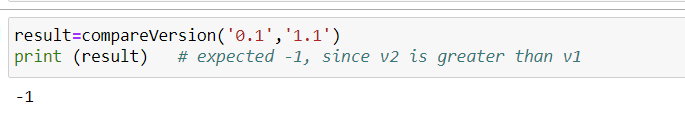 result=compareVersion('0.1','1.1')
print (result)   # expected -1, since v2 is greater than v1
-1